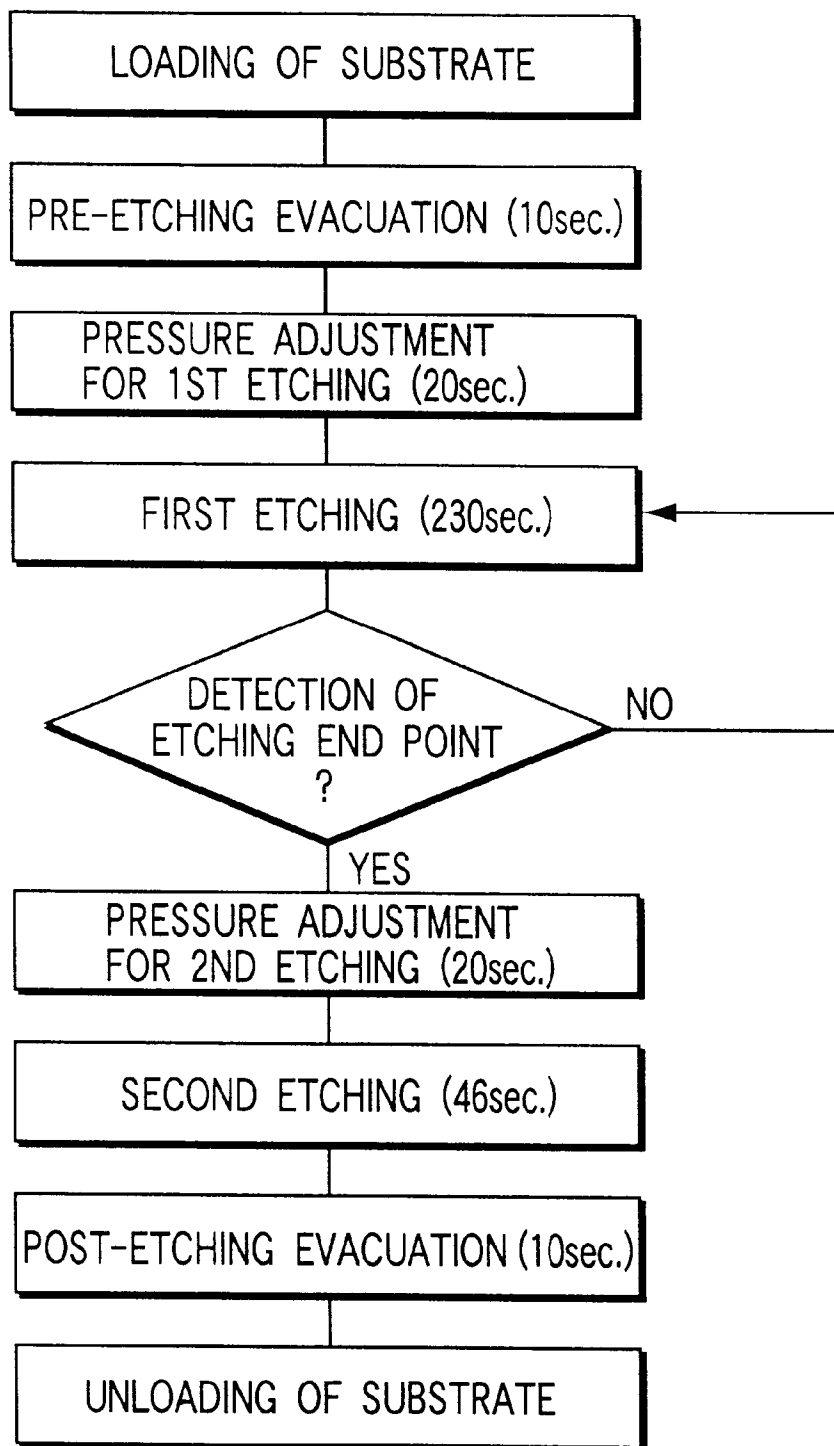 LOADING OF SUBSTRATE
PRE-ETCHING EVACUATION (10sec.)
PRESSURE ADJUSTMENT
FOR 1ST ETCHING (20sec.)
FIRST ETCHING (230sec.)
DETECTION OF
ETCHING END POINT
?
NO
YES
PRESSURE ADJUSTMENT
FOR 2ND ETCHING (20sec.)
SECOND ETCHING (46sec.)
POST-ETCHING EVACUATION (10sec.)
UNLOADING OF SUBSTRATE